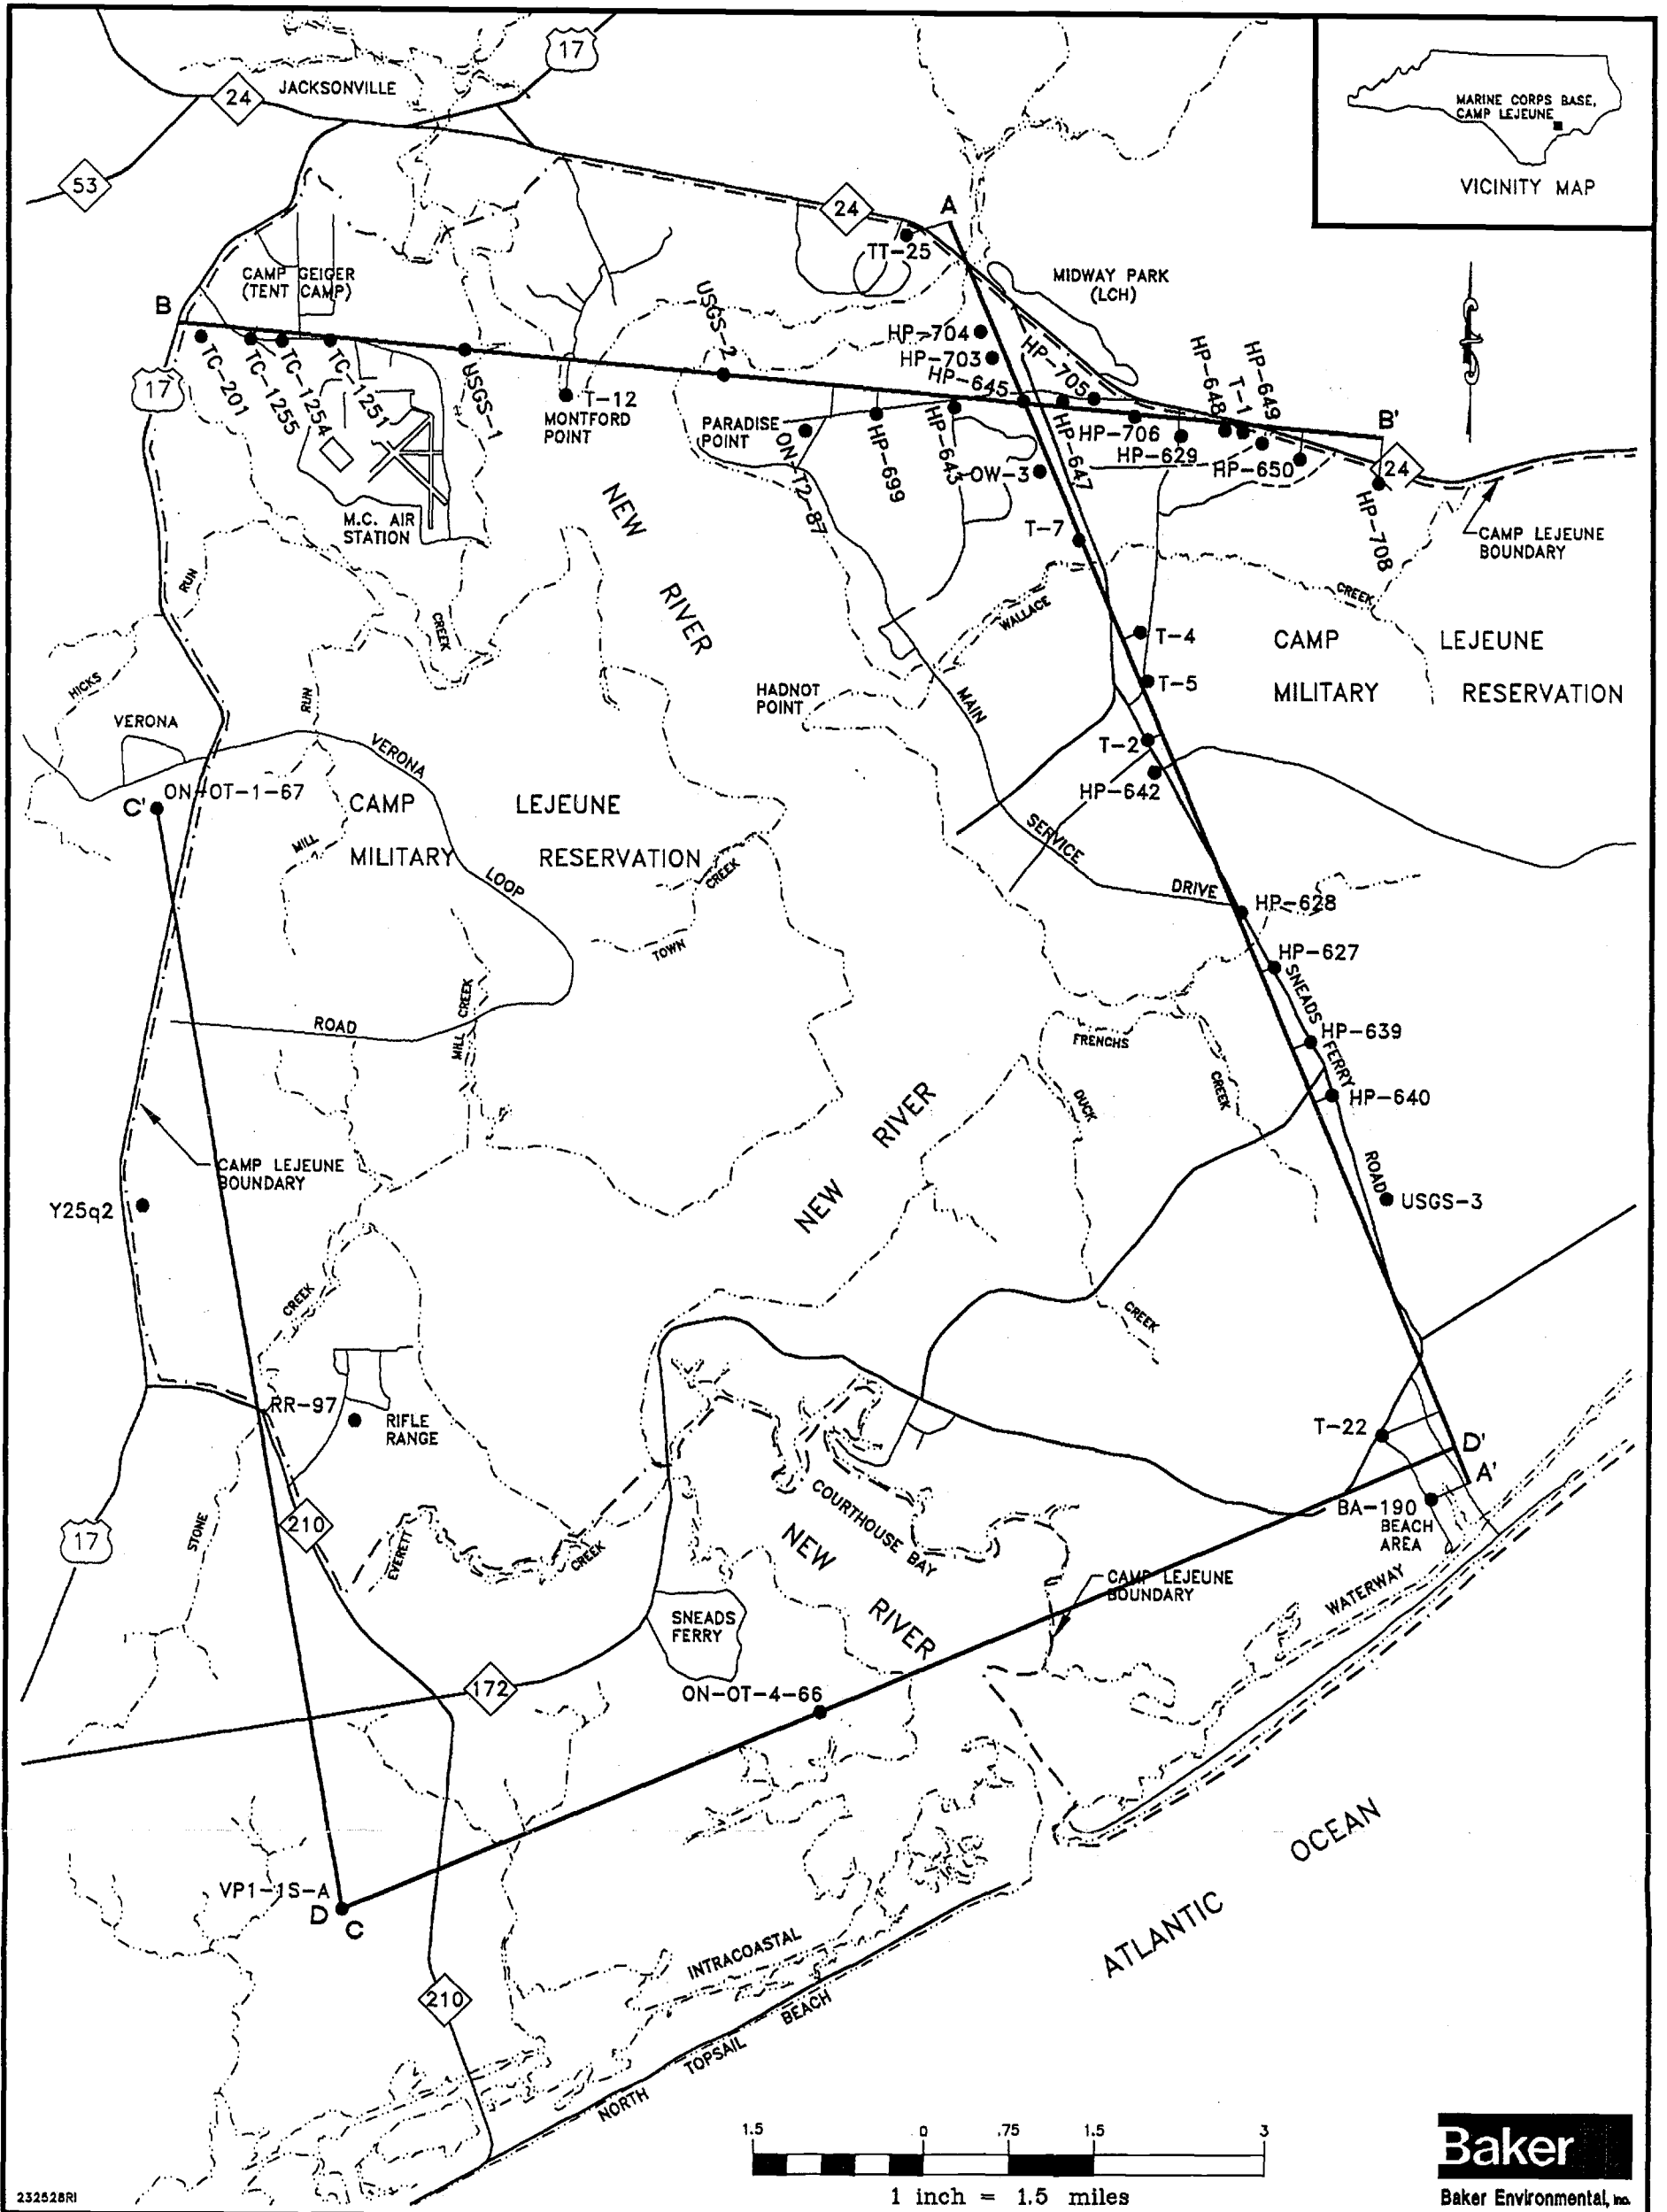 17
JACKSONVILLE
24
53
MARINE CORPS BASE,
CAMP LEJEUNE
VICINITY MAP
24
A
TT-25
CAMP GEIGER
(TENT CAMP)
MIDWAY PARK
(LCH)
B
USGS-2
HP-704
HP-703
HP-645
HP-705
HP-648
T-1
HP-649
17
TC-201
TC-1255
TC-1254
TC-1251
USGS-1
T-12
MONTFORD
POINT
PARADISE
POINT
ON-T2-87
HP-699
HP-643
OW-3
HP-647
HP-706
HP-629
HP-650
B'
24
HP-708
M.C. AIR
STATION
NEW
RIVER
T-7
CAMP LEJEUNE
BOUNDARY
RUN
CREEK
WALLACE
CREEK
T-4
CAMP LEJEUNE
MILITARY RESERVATION
HICKS
RUN
HADNOT
POINT
MAIN
T-5
VERONA
VERONA
T-2
HP-642
C'
ON-OT-1-67
CAMP LEJEUNE
MILITARY RESERVATION
MILL
CREEK
LOOP
SERVICE
DRIVE
HP-628
TOWN
HP-627
SNEADS
MILL CREEK
ROAD
FRENCHS
HP-639
FERRY
CREEK
DUCK
HP-640
RIVER
NEW
ROAD
USGS-3
CAMP LEJEUNE
BOUNDARY
Y25q2
CREEK
CREEK
RR-97
RIFLE
RANGE
T-22
D'
A'
BA-190
BEACH
AREA
210
17
STONE
EVERETT
CREEK
COURTHOUSE BAY
NEW
RIVER
CAMP LEJEUNE
BOUNDARY
WATERWAY
SNEADS
FERRY
172
ON-OT-4-66
OCEAN
ATLANTIC
VP1-1S-A
D
C
INTRACOASTAL
210
NORTH TOPSAIL BEACH
1.5 0 .75 1.5 3
1 inch = 1.5 miles
Baker
Baker Environmental, Inc.
232528RI